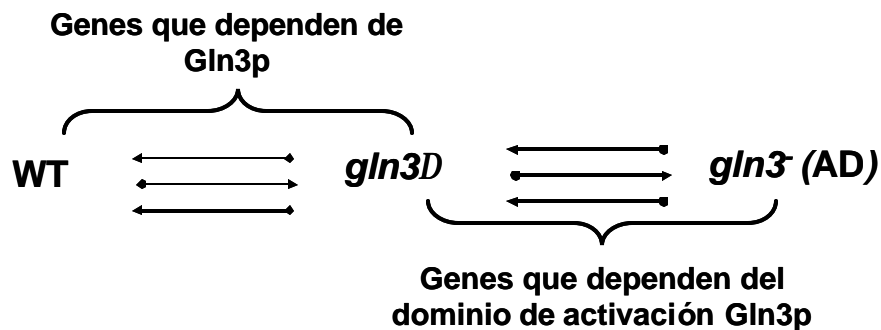 Genes que dependen de
Gln3p
WT
gln3D
gln3- (AD)
Genes que dependen del
dominio de activación Gln3p